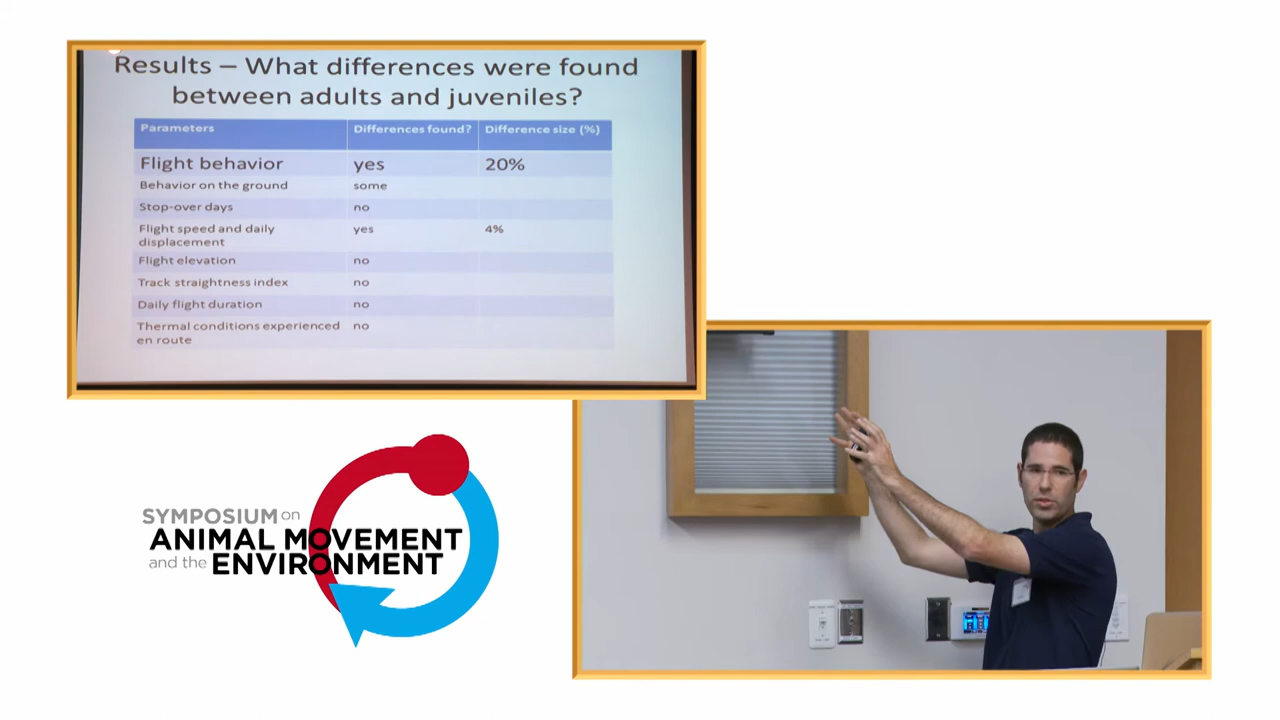 Results – What differences were found
between adults and juveniles?
Parameters Differences found? Difference size (%)
Flight behavior yes 20%
Behavior on the ground some
Stop-over days no
Flight speed and daily yes 4%
displacement
Flight elevation no
Track straightness index no
Daily flight duration no
Thermal conditions experienced no
en route
SYMPOSIUM on
ANIMAL MOVEMENT
and the ENVIRONMENT